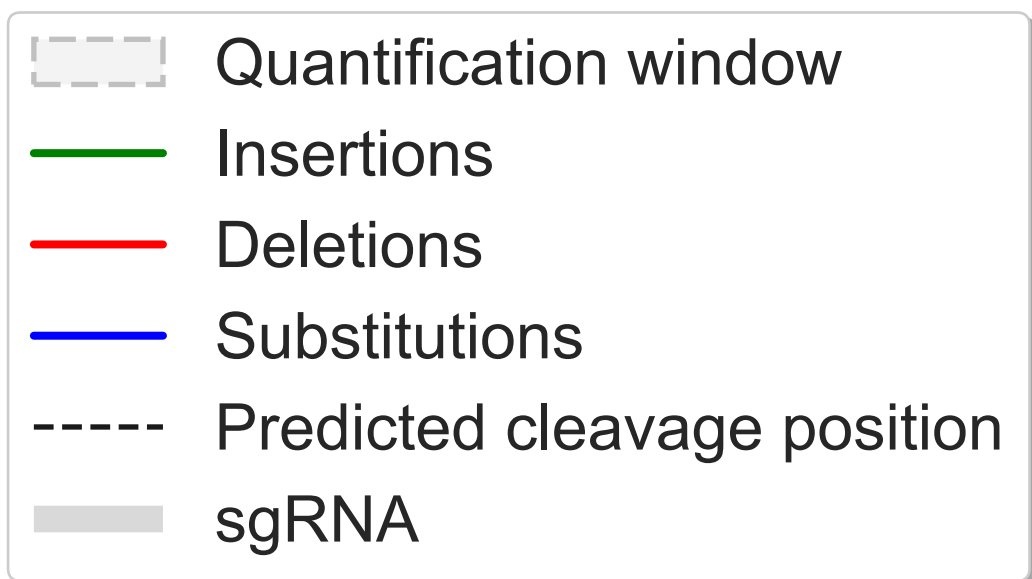 Quantification window
Insertions
Deletions
Substitutions
Predicted cleavage position
sgRNA